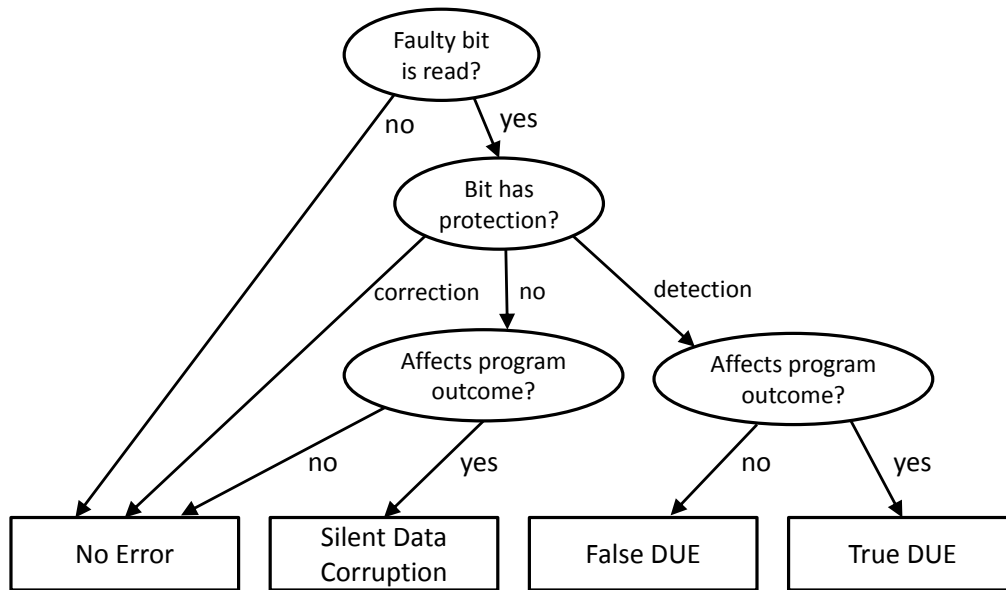 Faulty bit
is read?
no
yes
Bit has
protection?
correction
no
detection
Affects program
outcome?
Affects program
outcome?
no
yes
no
yes
No Error
Silent Data
Corruption
False DUE
True DUE